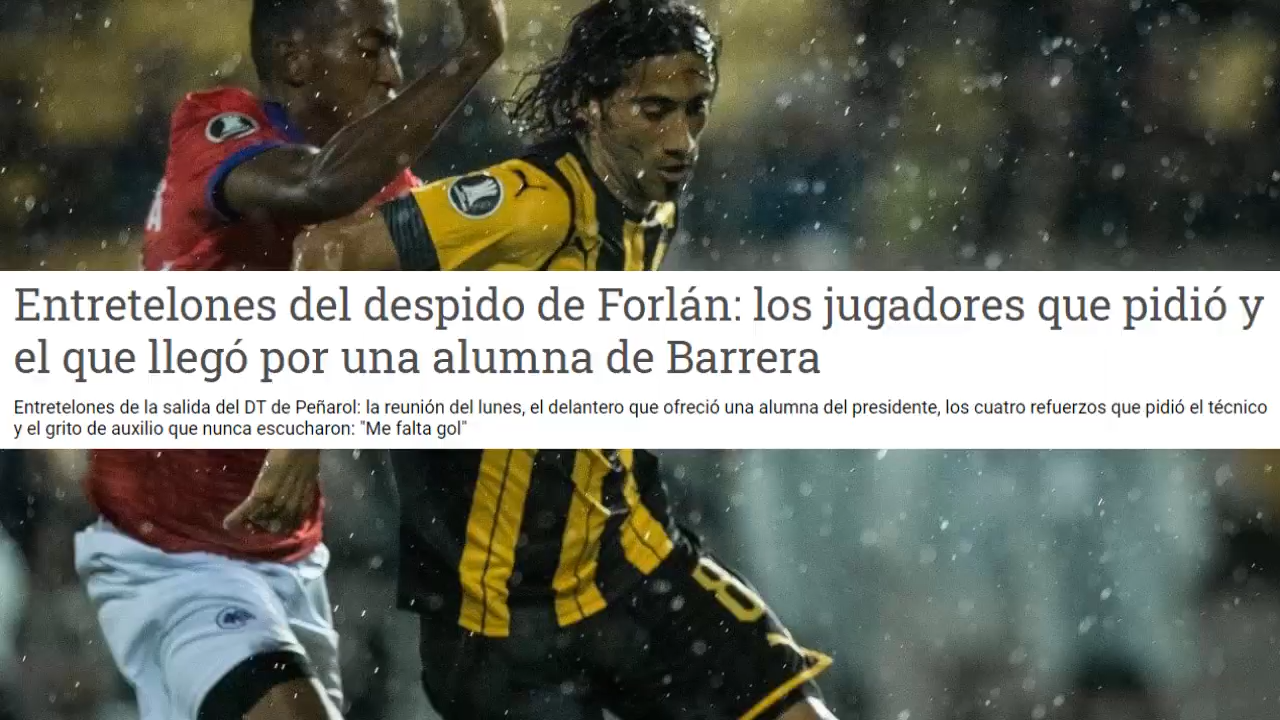 Entretelones del despido de Forlán: los jugadores que pidió y
el que llegó por una alumna de Barrera
Entretelones de la salida del DT de Peñarol: la reunión del lunes, el delantero que ofreció una alumna del presidente, los cuatro refuerzos que pidió el técnico
y el grito de auxilio que nunca escucharon: "Me falta gol"
8